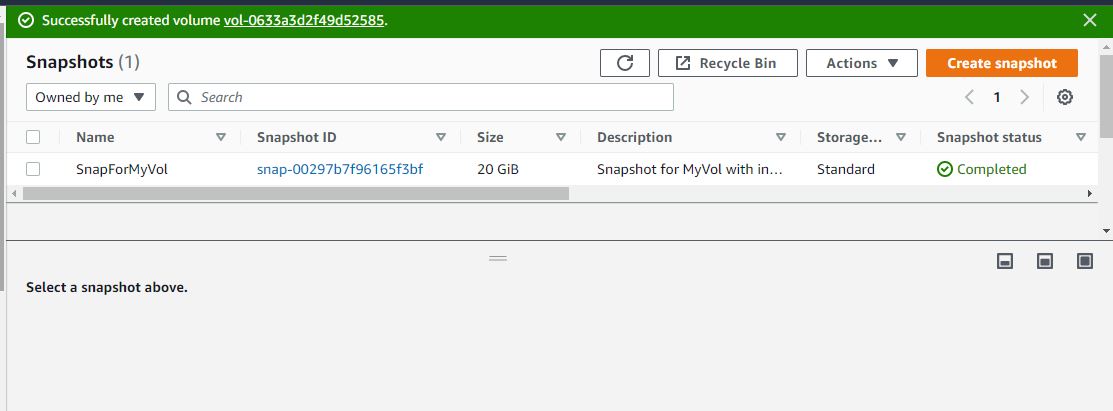 Successfully created volume vol-0633a3d2f49d52585.
Snapshots (1)
Recycle Bin
Actions
Create snapshot
Owned by me
Search
1
Name Snapshot ID Size Description Storage... Snapshot status
SnapForMyVol snap-00297b7f96165f3bf 20 GiB Snapshot for MyVol with in... Standard Completed
Select a snapshot above.